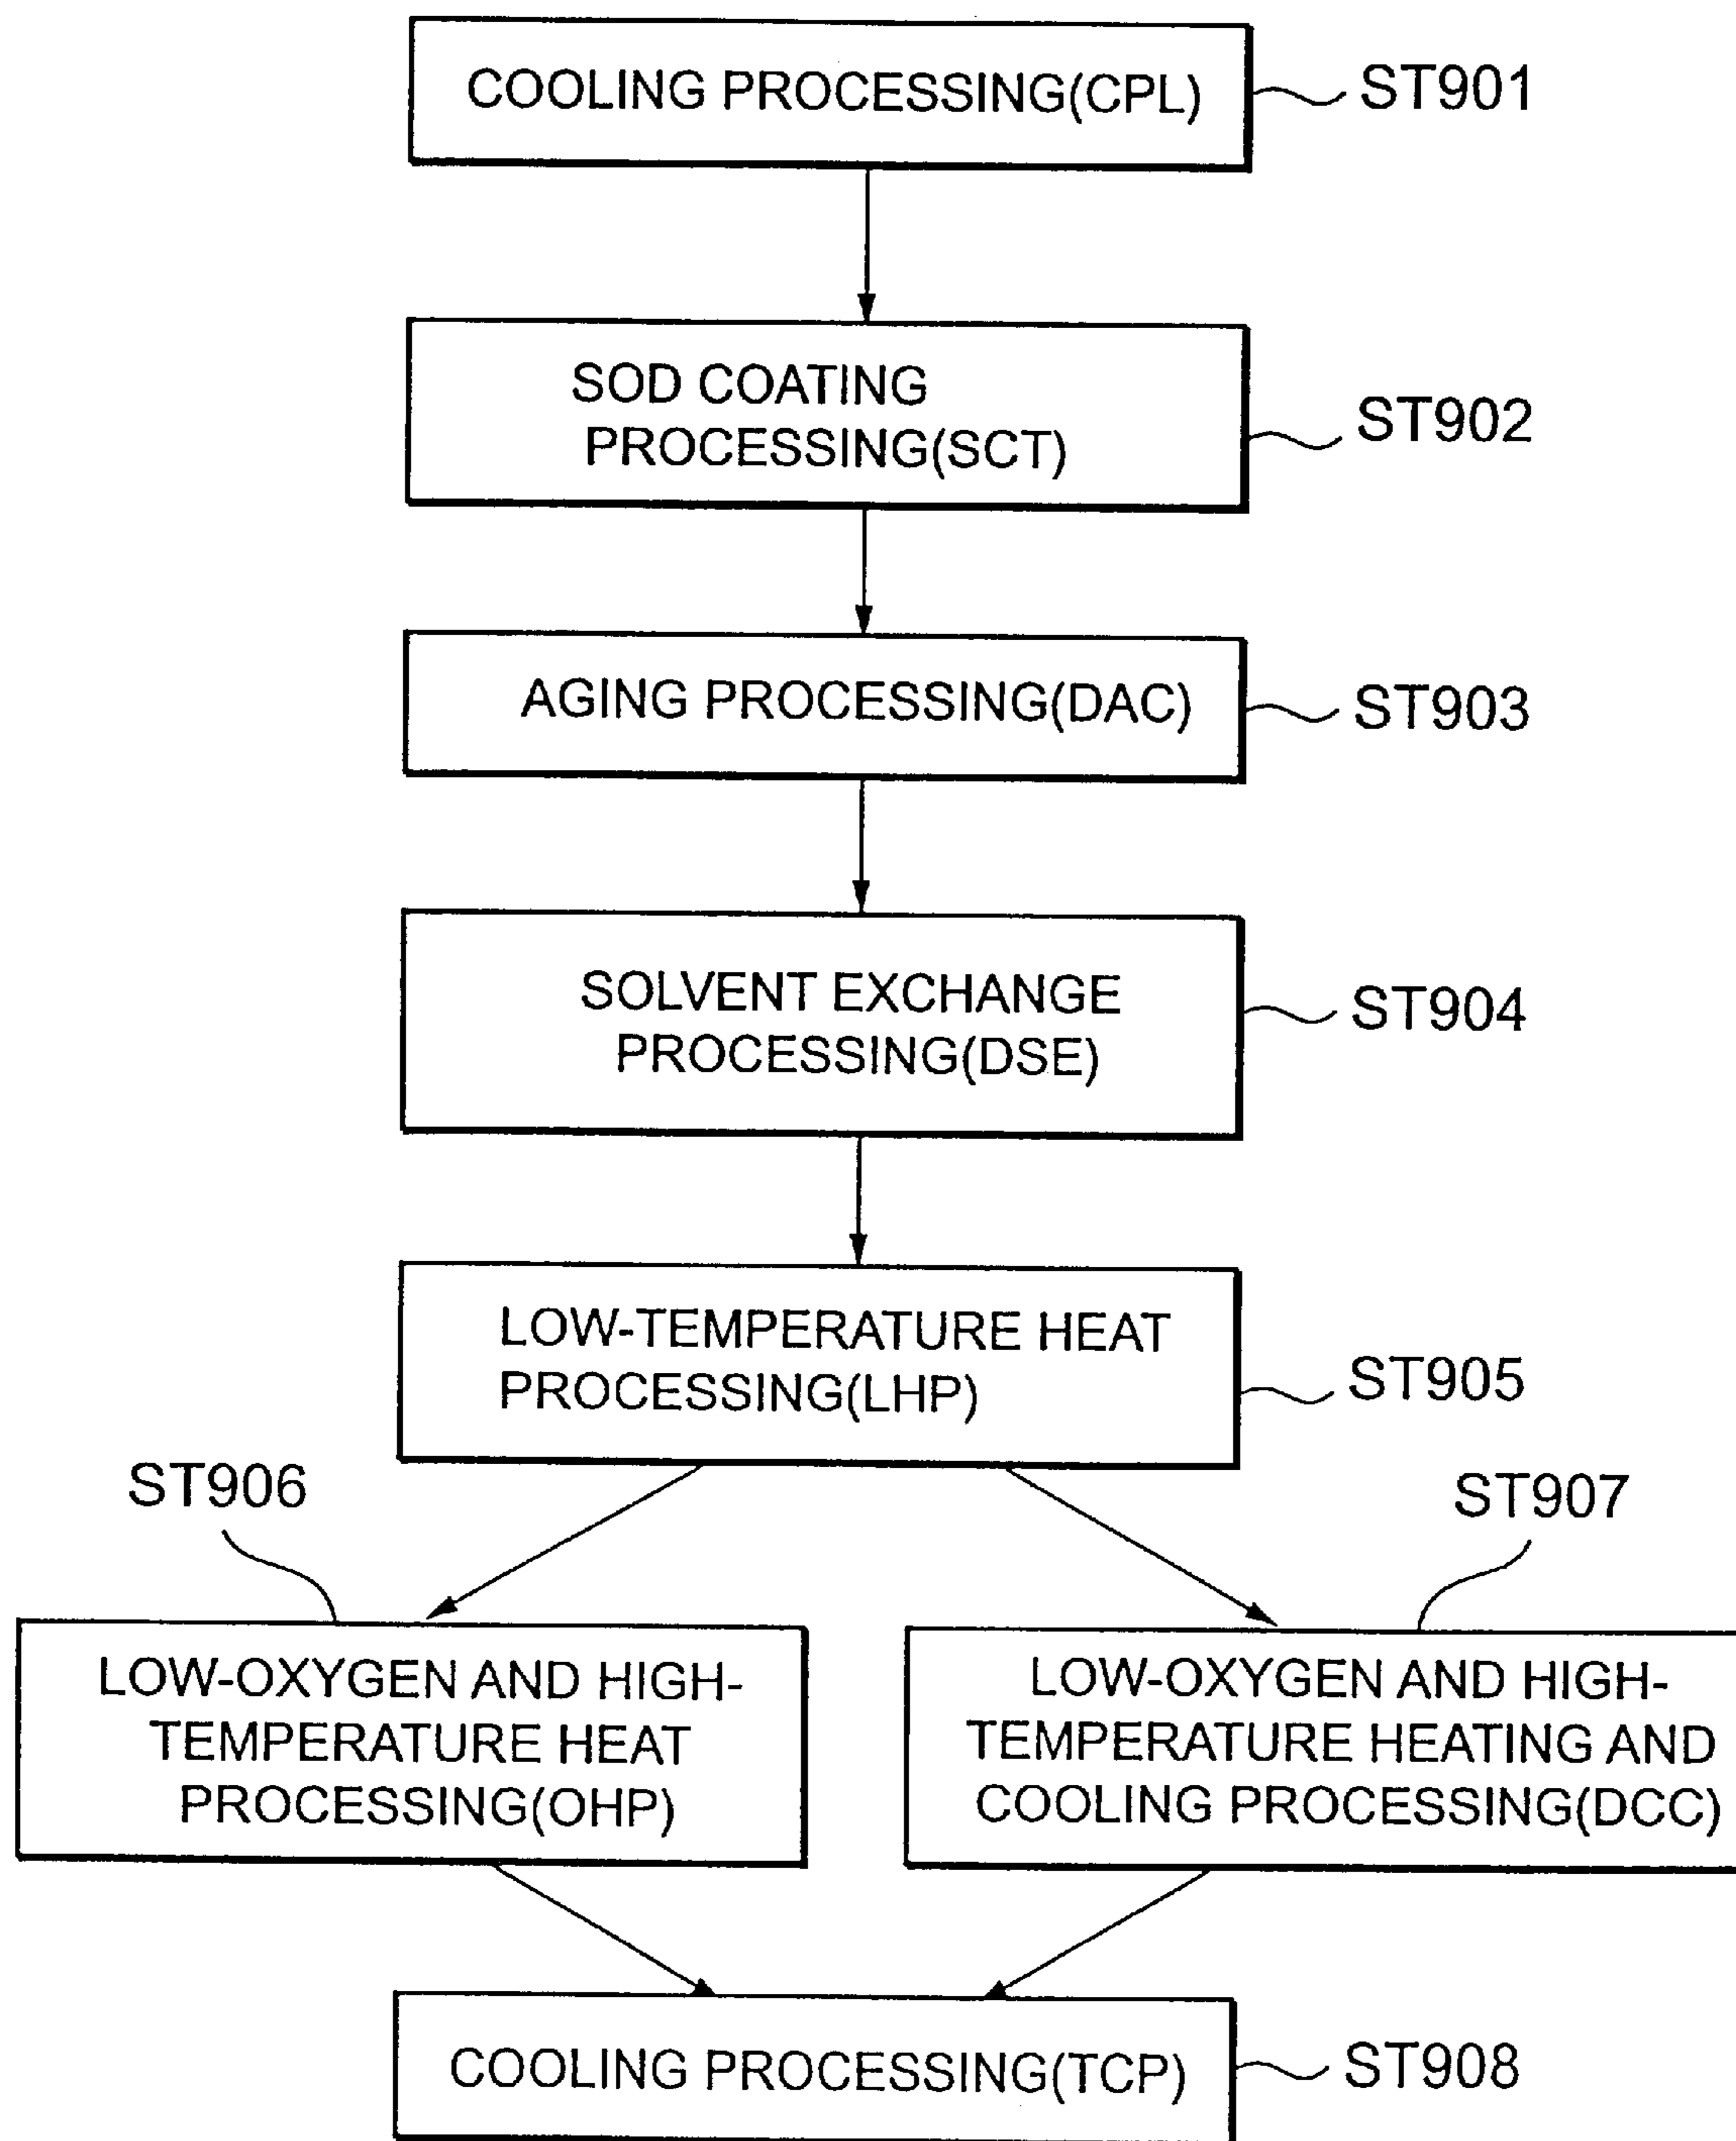 COOLING PROCESSING(CPL)
ST901
SOD COATING
PROCESSING(SCT)
ST902
AGING PROCESSING(DAC)
ST903
SOLVENT EXCHANGE
PROCESSING(DSE)
ST904
LOW-TEMPERATURE HEAT
PROCESSING(LHP)
ST905
ST906
LOW-OXYGEN AND HIGH-
TEMPERATURE HEAT
PROCESSING(OHP)
ST907
LOW-OXYGEN AND HIGH-
TEMPERATURE HEATING AND
COOLING PROCESSING(DCC)
COOLING PROCESSING(TCP)
ST908